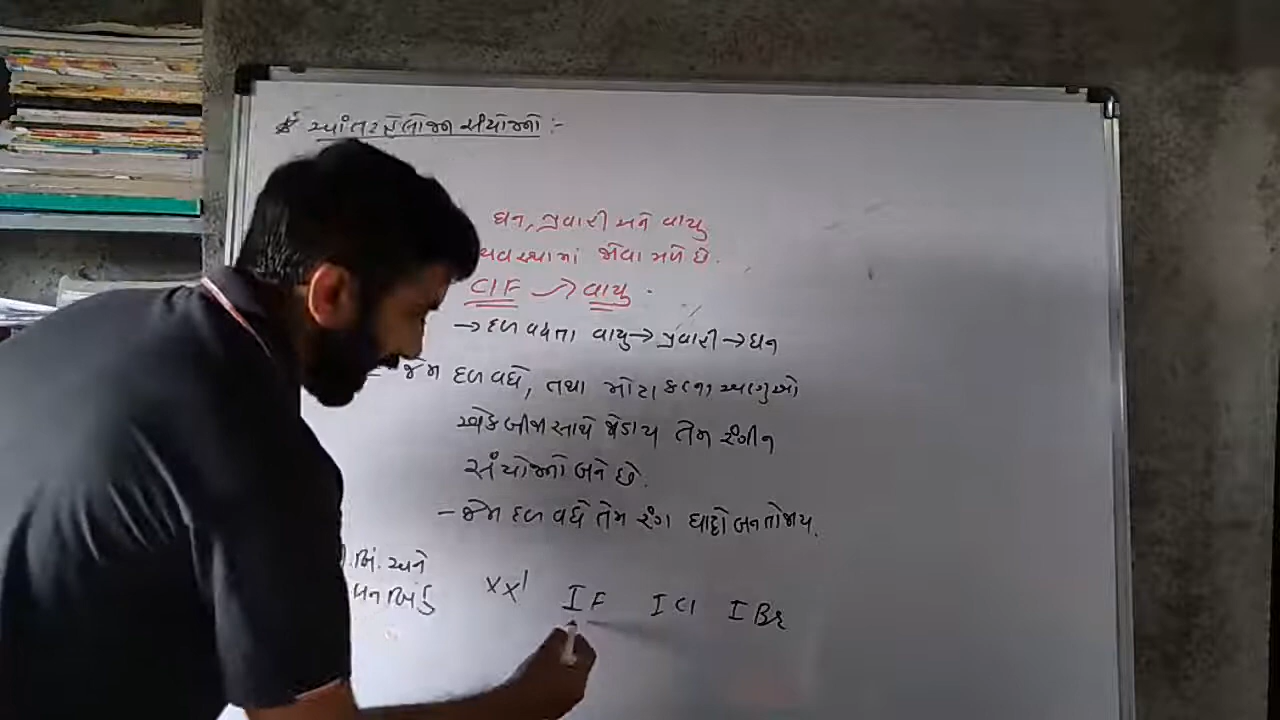 * આંતરહેલોજન સંયોજનો :-
ઘન, પ્રવાહી અને વાયુ
જોવા મળે છે.
ClF → વાયુ.
→ દળ વધતા વાયુ → પ્રવાહી → ઘન
જેમ દળ વધે, તથા મોટા કદના અણુઓ
એકબીજા સાથે જોડાય તેમ રંગીન
સંયોજનો બને છે.
- જેમ દળ વધે તેમ રંગ ઘાટો બનતો જાય.
બિં. અને
XX' IF ICl IBr